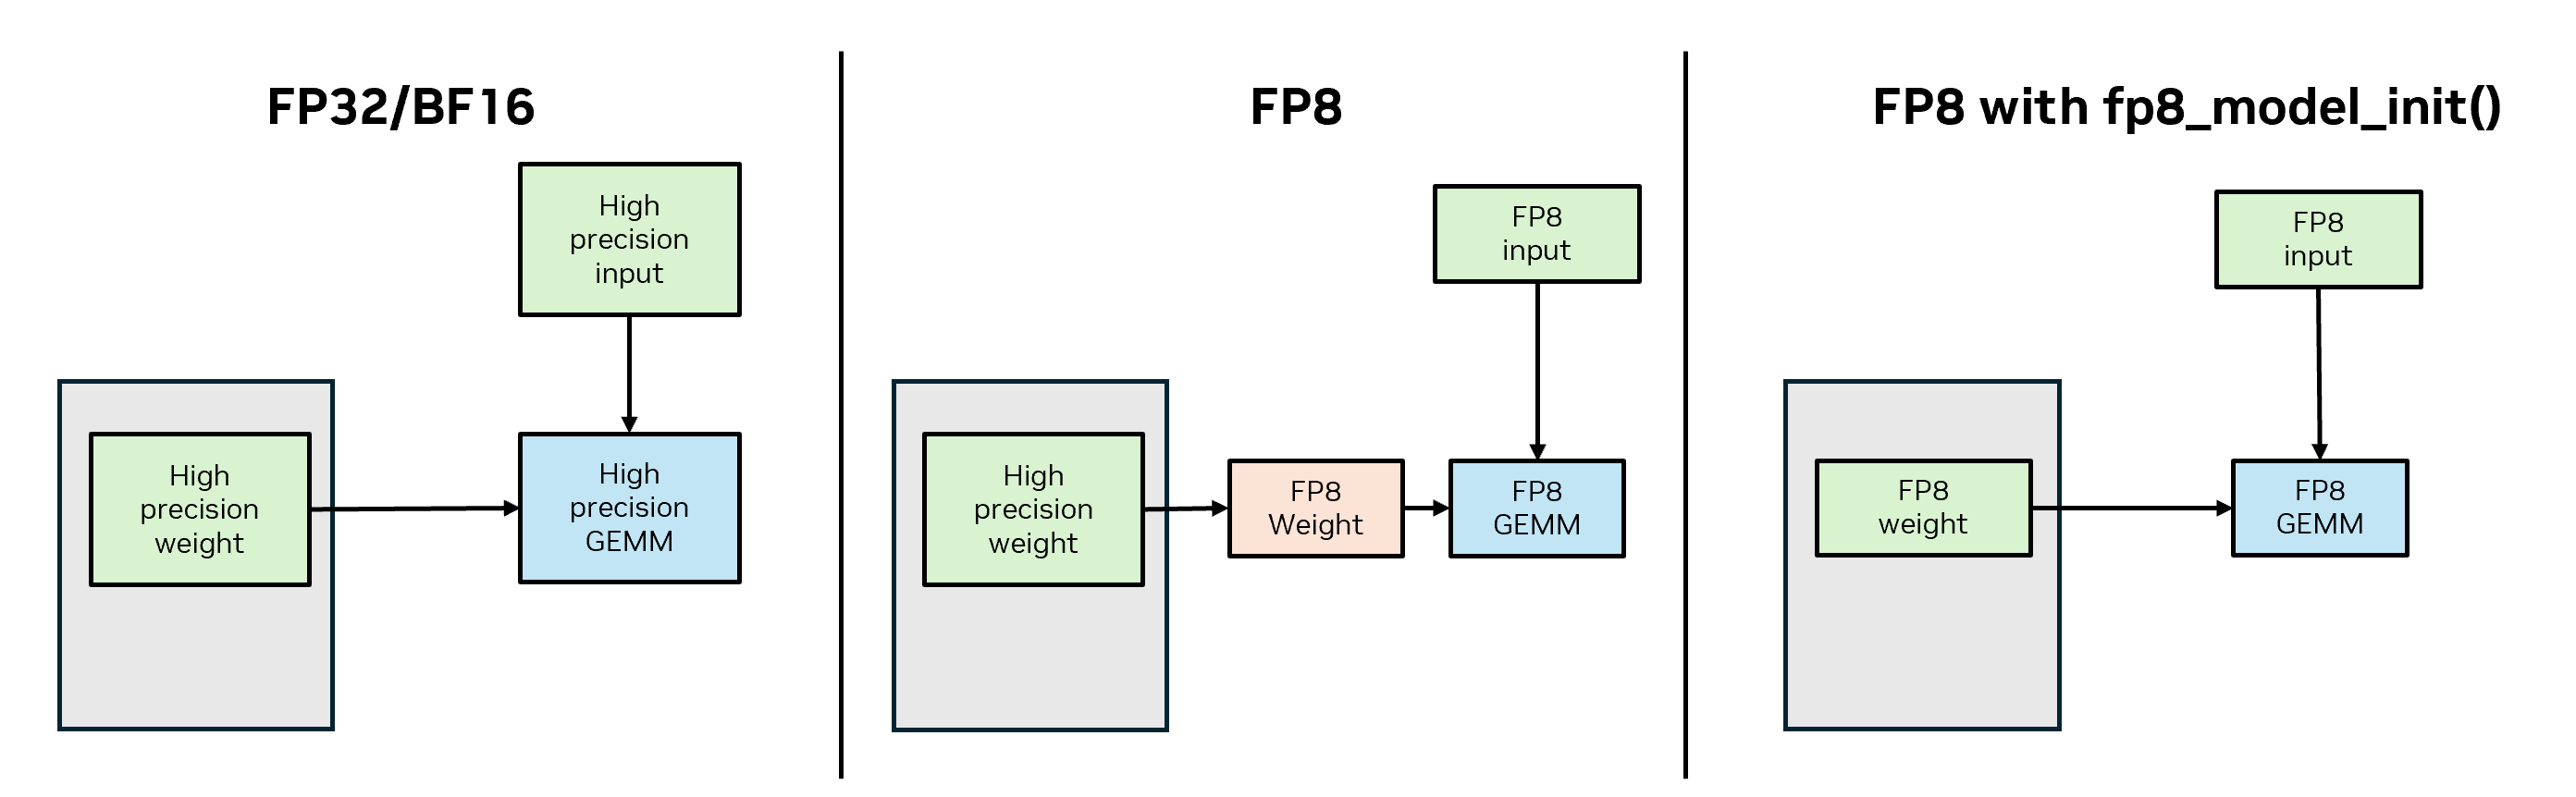 FP32/BF16
High
precision
input
High
precision
weight
High
precision
GEMM
FP8
FP8
input
High
precision
weight
FP8
Weight
FP8
GEMM
FP8 with fp8_model_init()
FP8
input
FP8
weight
FP8
GEMM